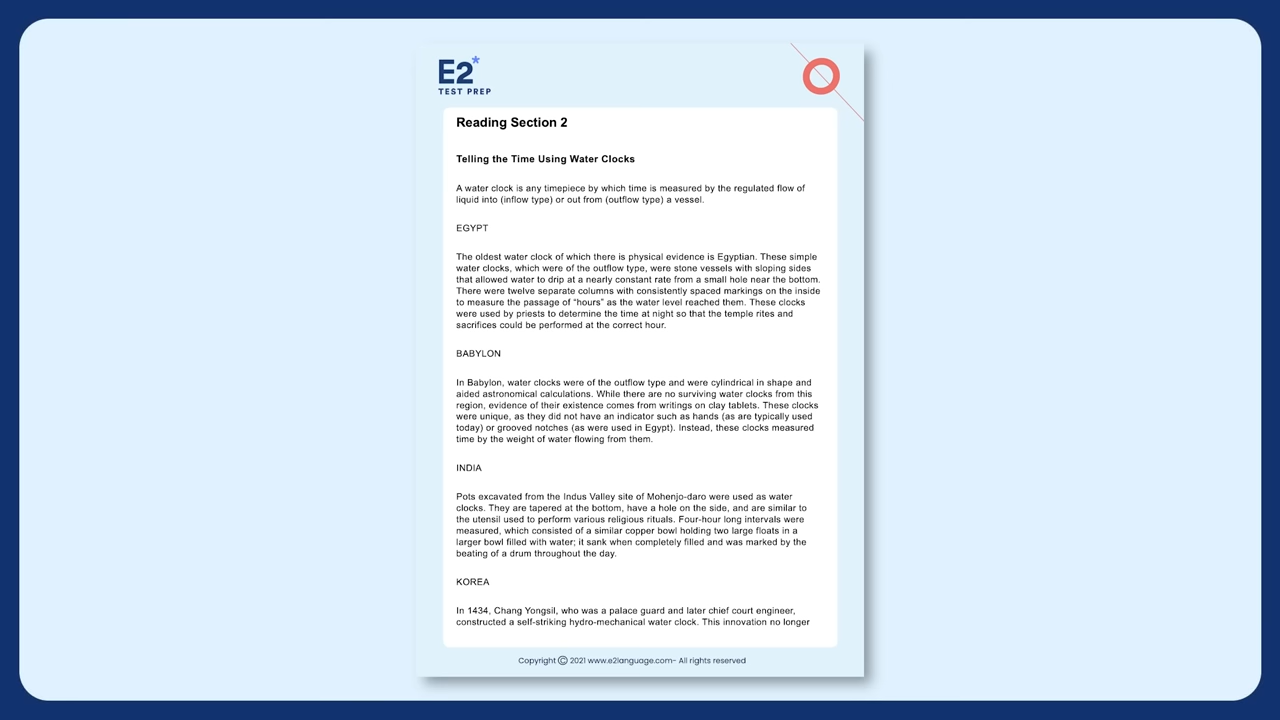 E2*
TEST PREP
Reading Section 2
Telling the Time Using Water Clocks
A water clock is any timepiece by which time is measured by the regulated flow of
liquid into (inflow type) or out from (outflow type) a vessel.
EGYPT
The oldest water clock of which there is physical evidence is Egyptian. These simple
water clocks, which were of the outflow type, were stone vessels with sloping sides
that allowed water to drip at a nearly constant rate from a small hole near the bottom.
There were twelve separate columns with consistently spaced markings on the inside
to measure the passage of “hours” as the water level reached them. These clocks
were used by priests to determine the time at night so that the temple rites and
sacrifices could be performed at the correct hour.
BABYLON
In Babylon, water clocks were of the outflow type and were cylindrical in shape and
aided astronomical calculations. While there are no surviving water clocks from this
region, evidence of their existence comes from writings on clay tablets. These clocks
were unique, as they did not have an indicator such as hands (as are typically used
today) or grooved notches (as were used in Egypt). Instead, these clocks measured
time by the weight of water flowing from them.
INDIA
Pots excavated from the Indus Valley site of Mohenjo-daro were used as water
clocks. They are tapered at the bottom, have a hole on the side, and are similar to
the utensil used to perform various religious rituals. Four-hour long intervals were
measured, which consisted of a similar copper bowl holding two large floats in a
larger bowl filled with water; it sank when completely filled and was marked by the
beating of a drum throughout the day.
KOREA
In 1434, Chang Yongsil, who was a palace guard and later chief court engineer,
constructed a self-striking hydro-mechanical water clock. This innovation no longer
Copyright © 2021 www.e2language.com- All rights reserved